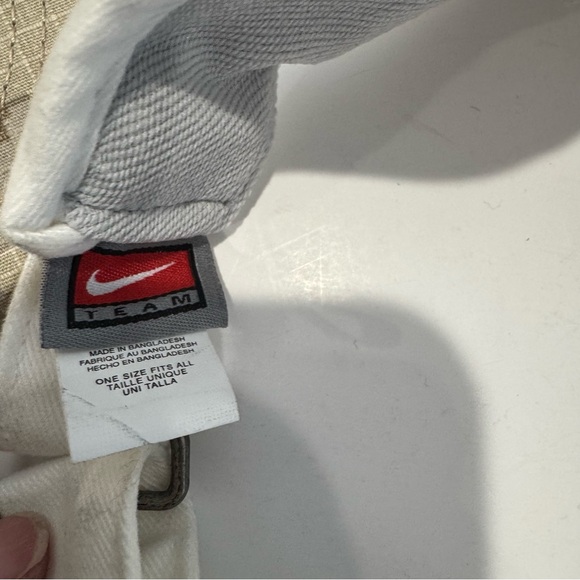 TEAM
MADE IN BANGLADESH
FABRIQUE AU BANGLADESH
HECHO EN BANGLADESH
ONE SIZE FITS ALL
TAILLE UNIQUE
UNI TALLA